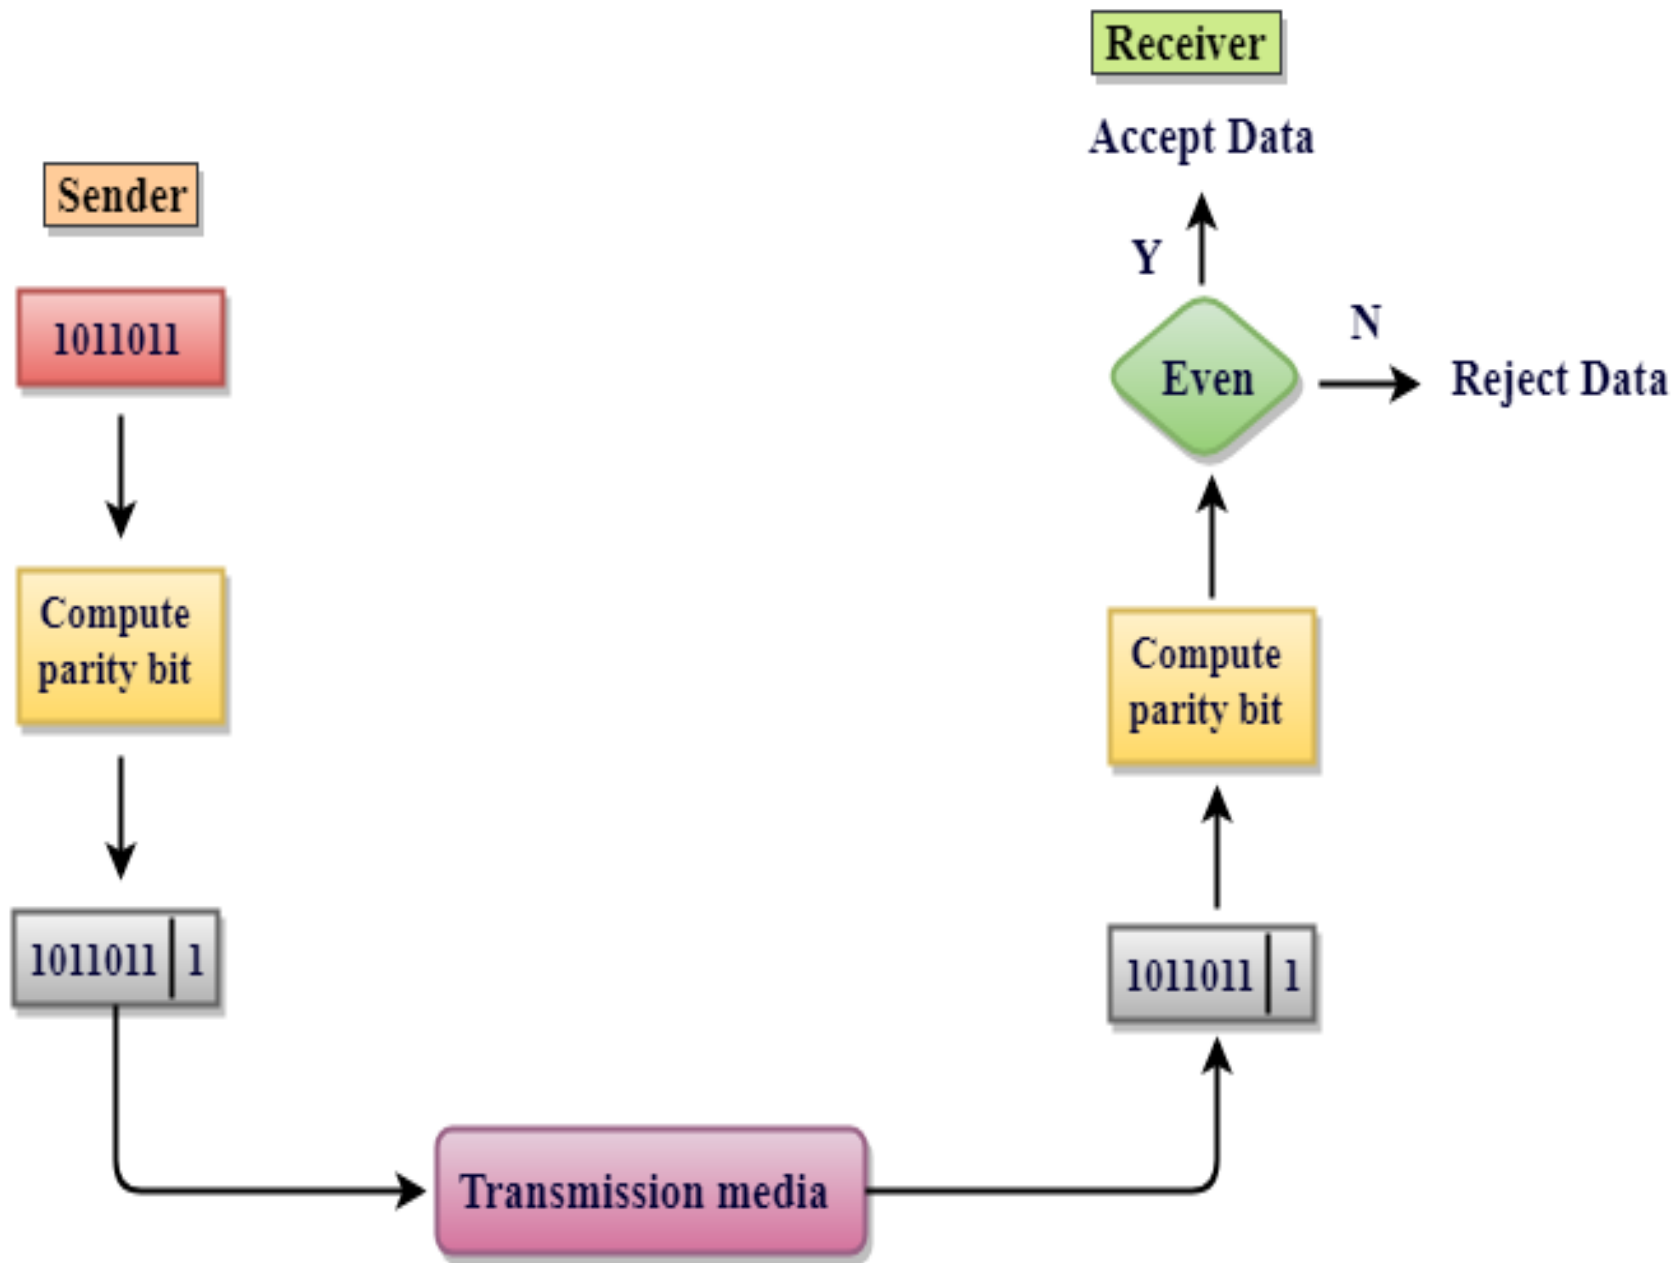 Sender
1011011
Compute
parity bit
1011011 | 1
Transmission media
1011011 | 1
Compute
parity bit
Even
N
Reject Data
Y
Accept Data
Receiver